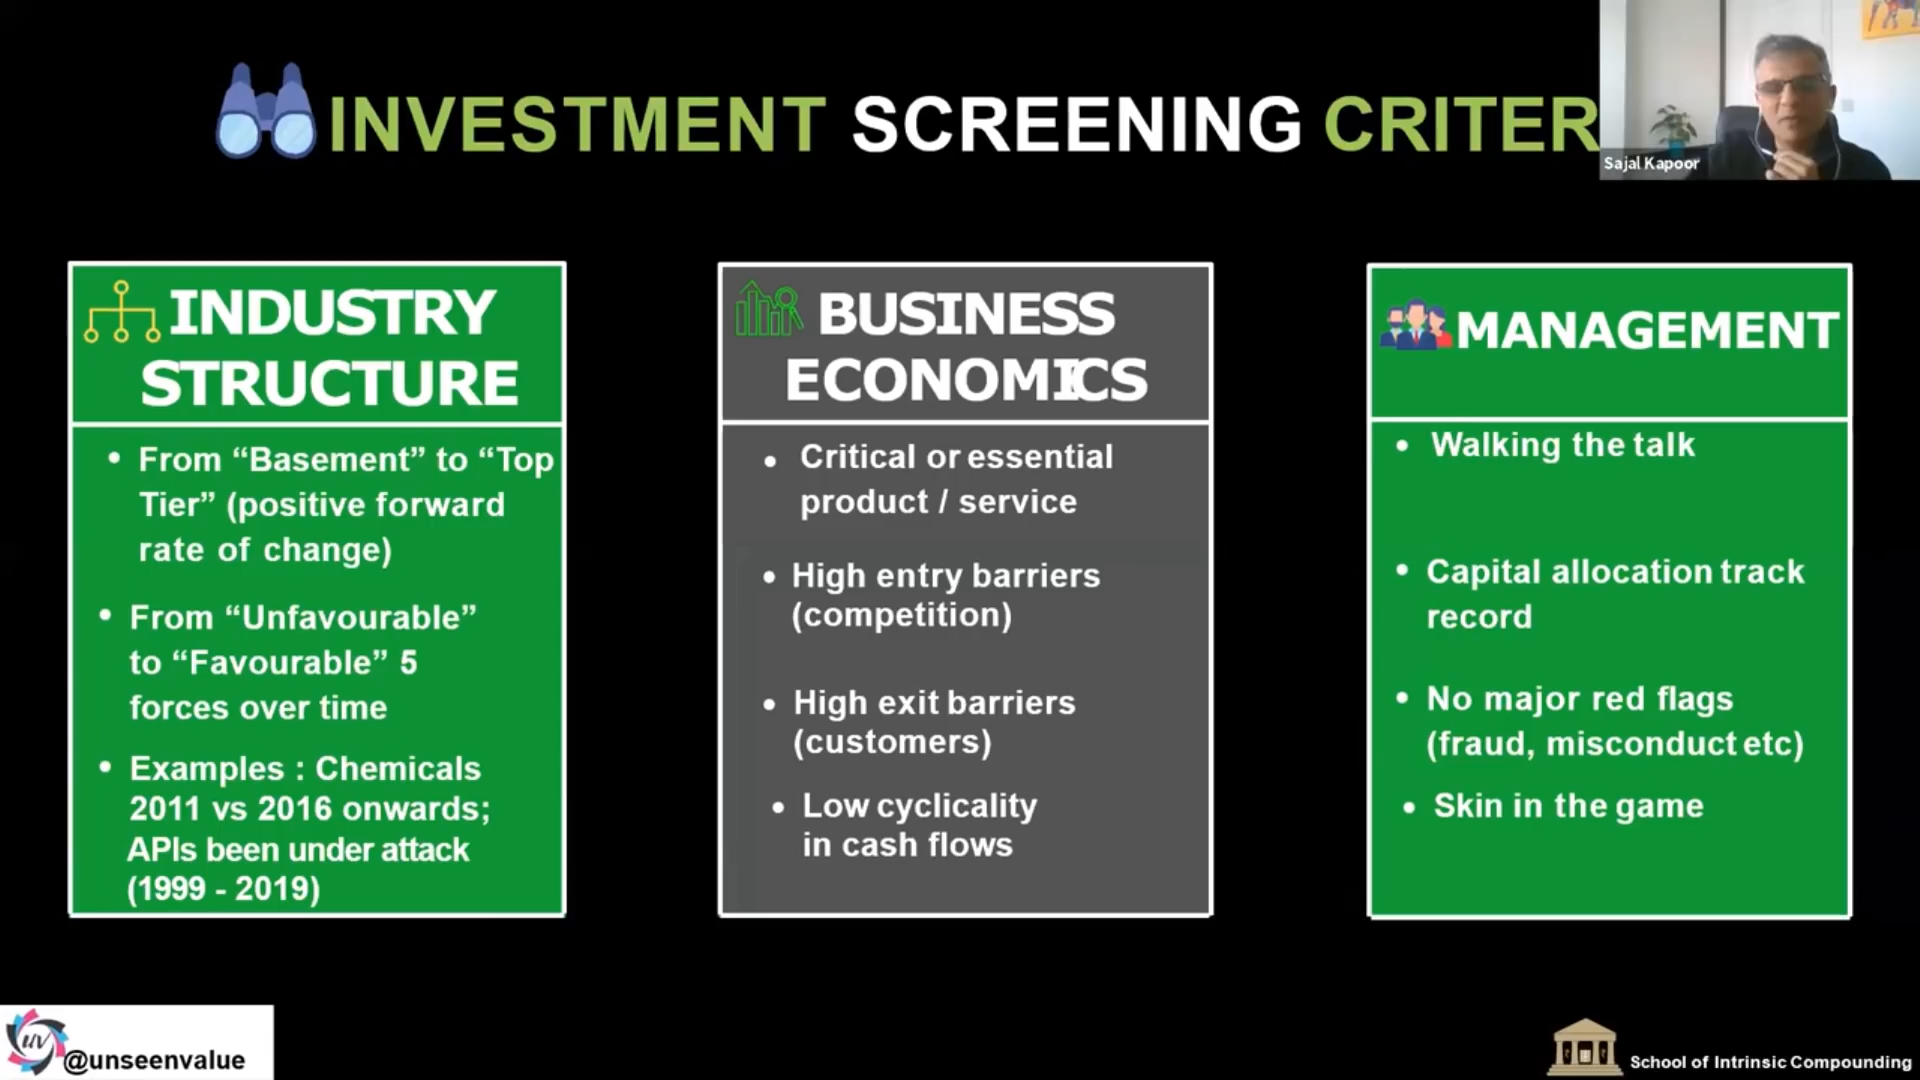 INVESTMENT SCREENING CRITER
Sajal Kapoor
INDUSTRY
STRUCTURE
• From “Basement” to “Top
Tier” (positive forward
rate of change)
• From “Unfavourable”
to “Favourable” 5
forces over time
• Examples : Chemicals
2011 vs 2016 onwards;
APIs been under attack
(1999 - 2019)
BUSINESS
ECONOMICS
• Critical or essential
product / service
• High entry barriers
(competition)
• High exit barriers
(customers)
• Low cyclicality
in cash flows
MANAGEMENT
• Walking the talk
• Capital allocation track
record
• No major red flags
(fraud, misconduct etc)
• Skin in the game
uv
@unseenvalue
School of Intrinsic Compounding